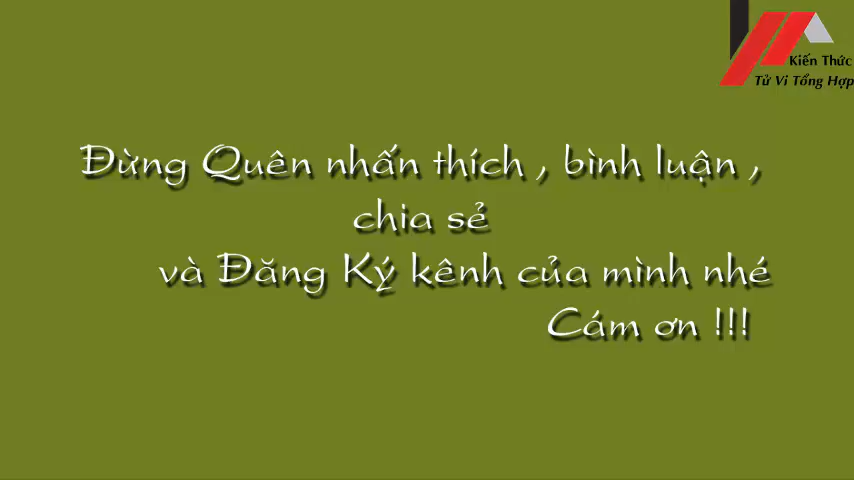 Kiến Thức
Tử Vi Tổng Hợp
Đừng Quên nhấn thích , bình luận ,
chia sẻ
và Đăng Ký kênh của mình nhé
Cám ơn !!!